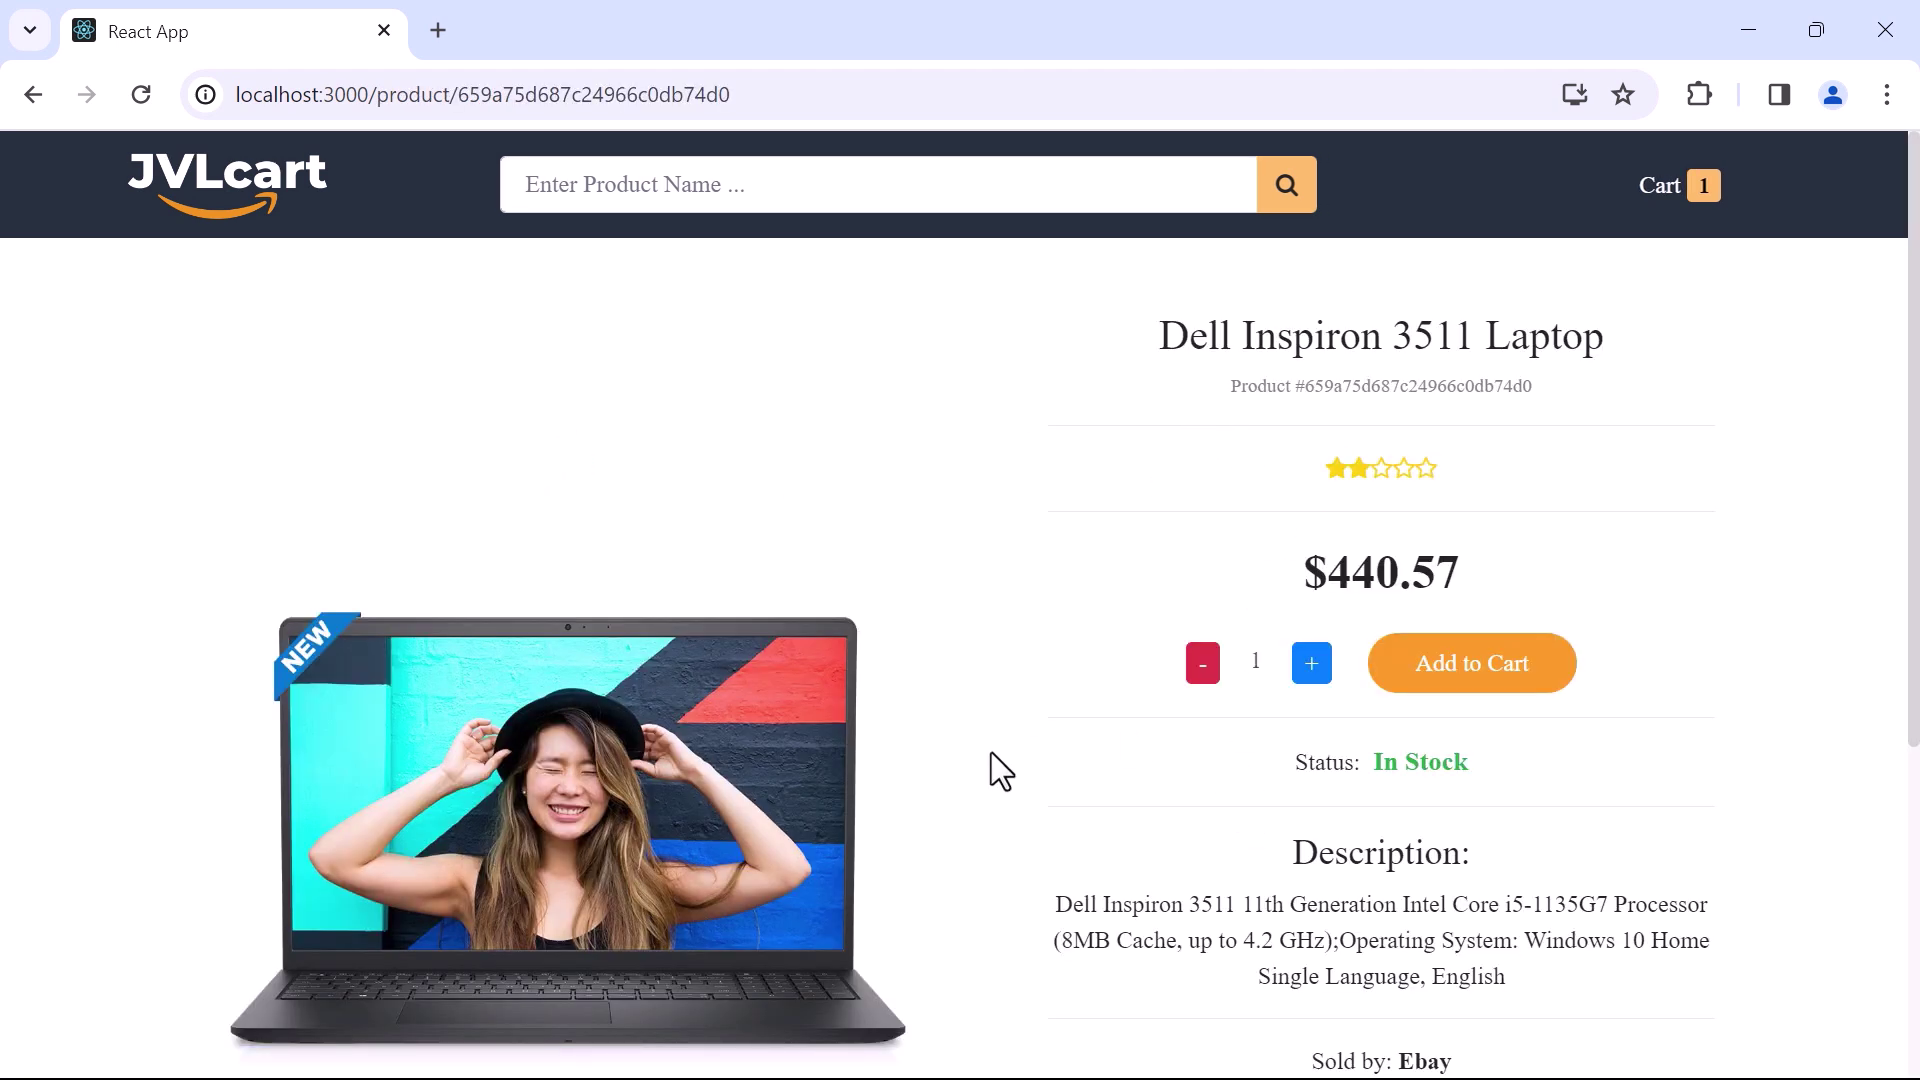 React App
localhost:3000/product/659a75d687c24966c0db74d0
JVLcart
Enter Product Name ...
Cart 1
Dell Inspiron 3511 Laptop
Product #659a75d687c24966c0db74d0
$440.57
- 1 + Add to Cart
Status: In Stock
NEW
Description:
Dell Inspiron 3511 11th Generation Intel Core i5-1135G7 Processor
(8MB Cache, up to 4.2 GHz);Operating System: Windows 10 Home
Single Language, English
Sold by: Ebay